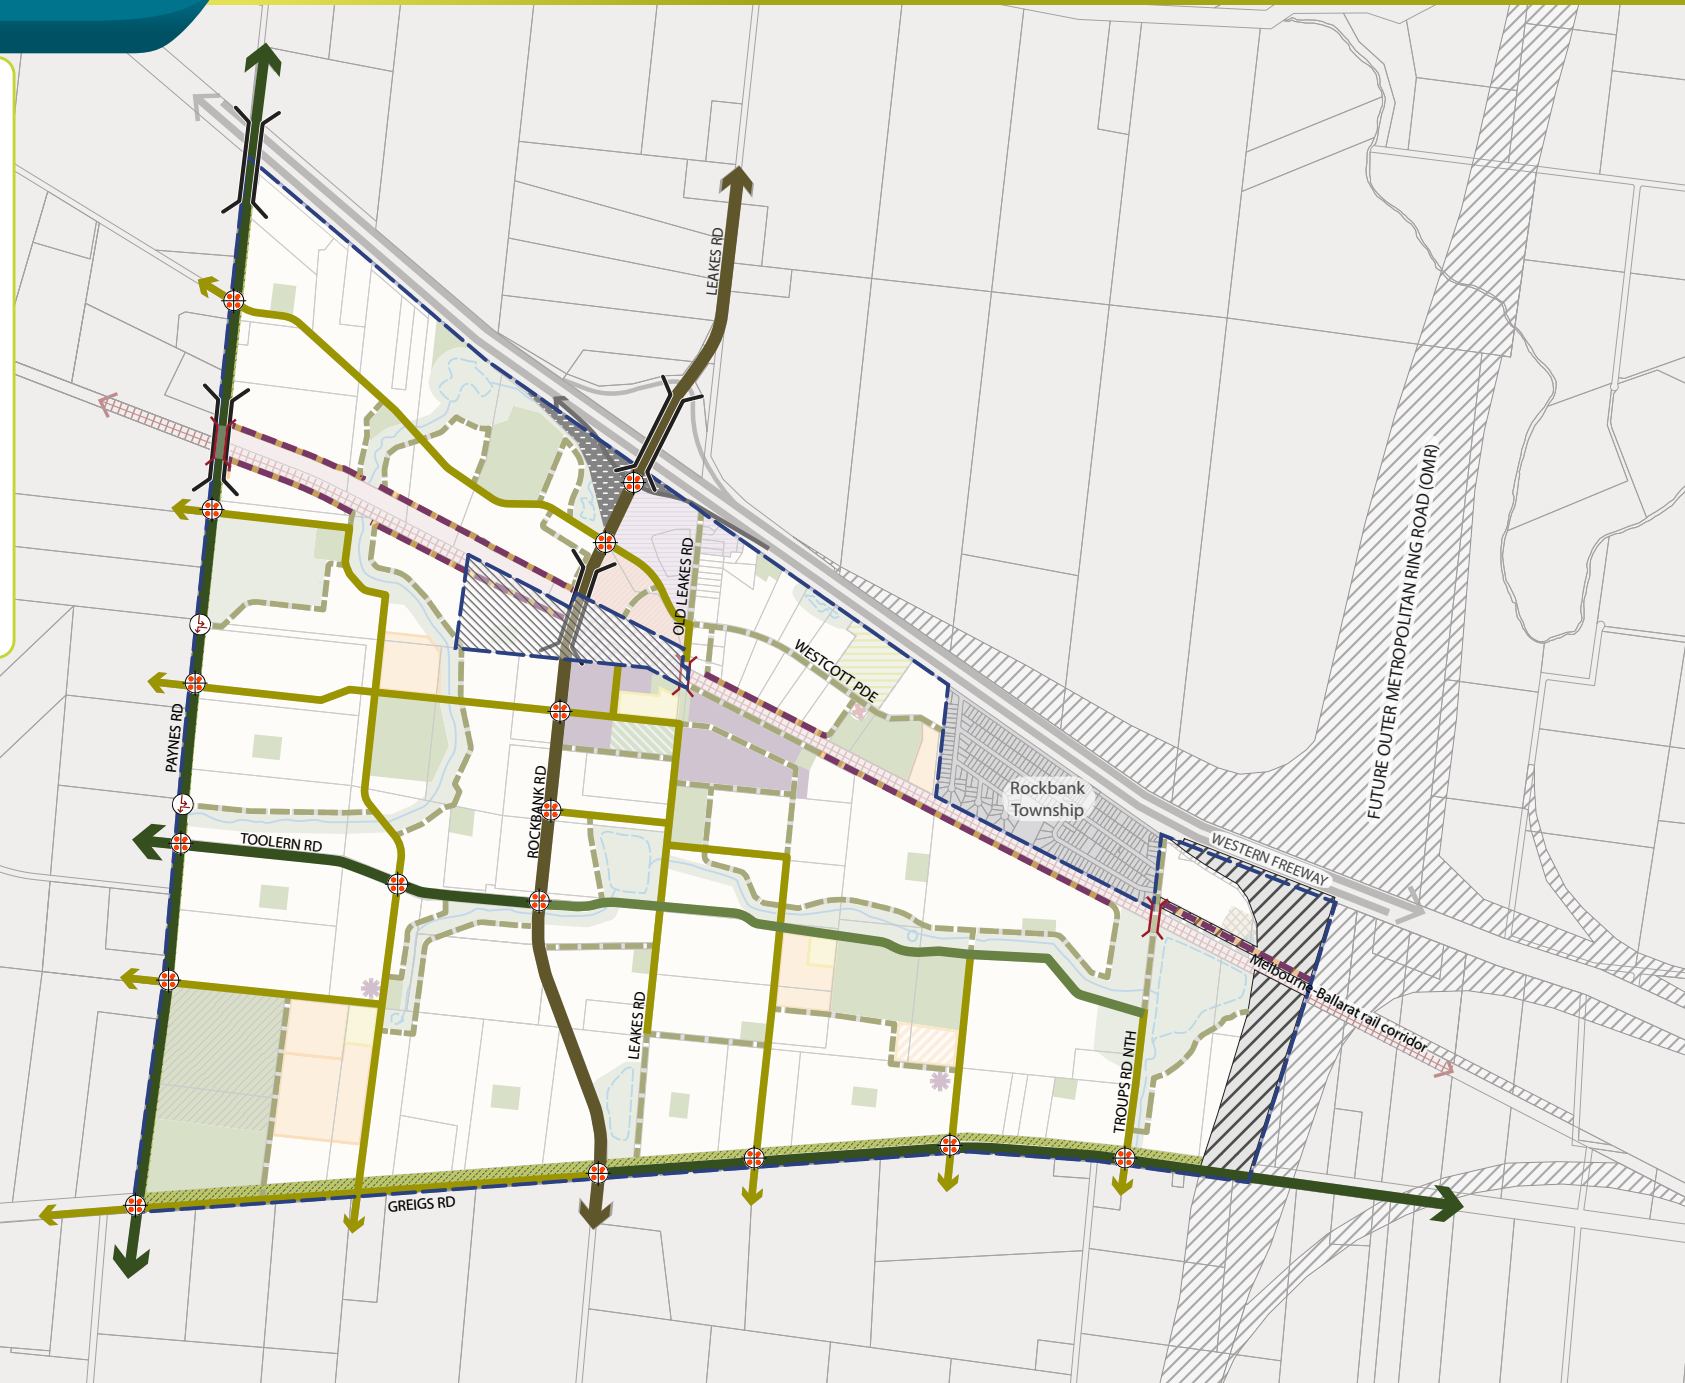 LEAKES RD
OLD LEAKES RD
WESTCOTT PDE
PAYNES RD
ROCKBANK RD
Rockbank
Township
TOOLERN RD
WESTERN FREEWAY
FUTURE OUTER METROPOLITAN RING ROAD (OMR)
Melbourne-Ballarat rail corridor
LEAKES RD
TROUPS RD NTH
GREIGS RD